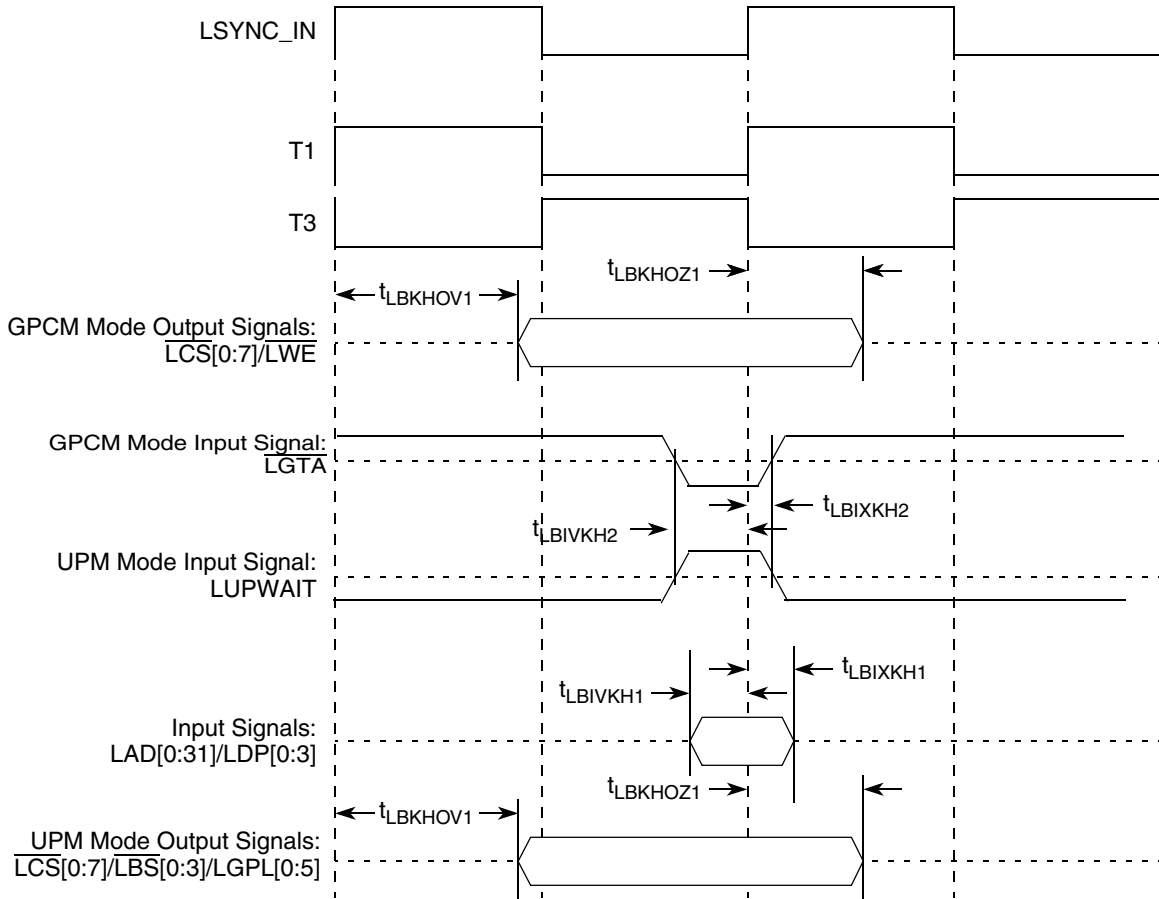 LSYNC_IN
T1
T3
tLBKHOZ1
tLBKHOV1
GPCM Mode Output Signals:
LCS[0:7]/LWE
GPCM Mode Input Signal:
LGTA
tLBIXKH2
tLBIVKH2
UPM Mode Input Signal:
LUPWAIT
tLBIXKH1
tLBIVKH1
Input Signals:
LAD[0:31]/LDP[0:3]
tLBKHOZ1
tLBKHOV1
UPM Mode Output Signals:
LCS[0:7]/LBS[0:3]/LGPL[0:5]